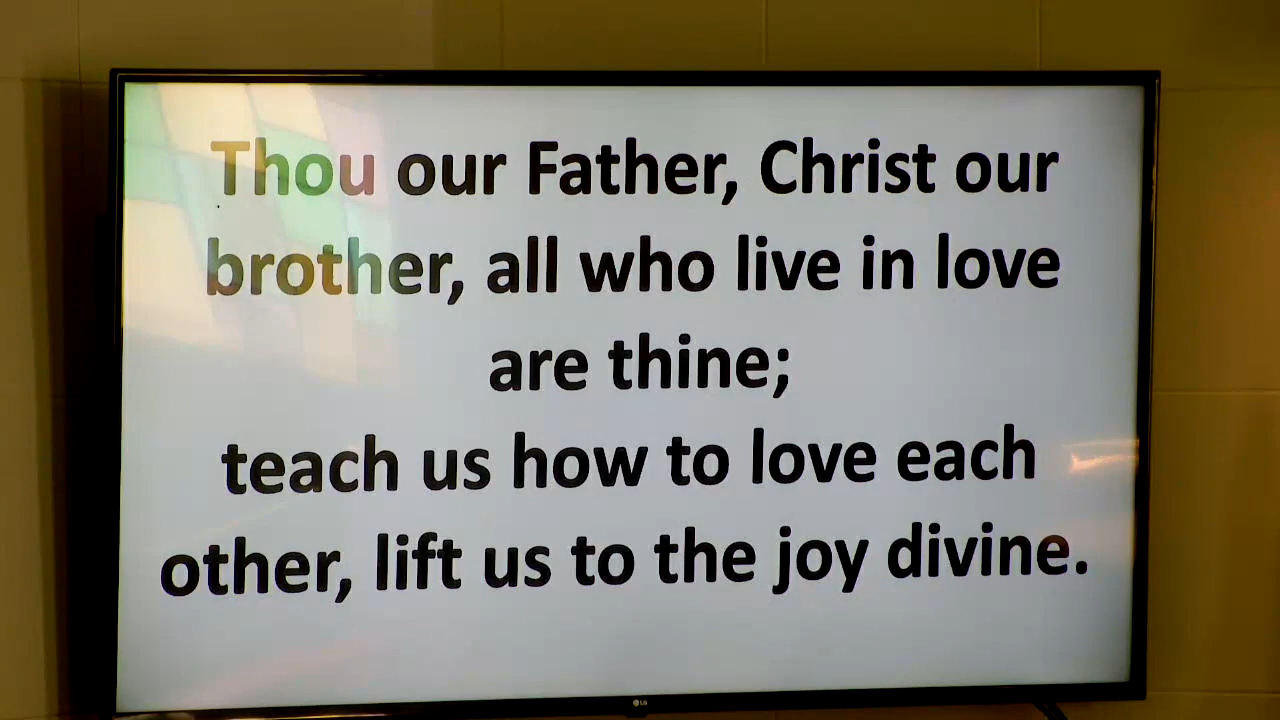 Thou our Father, Christ our
brother, all who live in love
are thine;
teach us how to love each
other, lift us to the joy divine.
LG